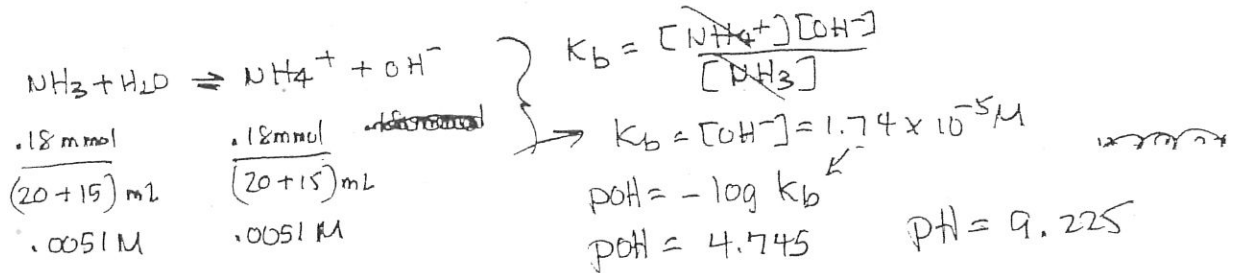 NH3 + H2O ⇌ NH4+ + OH-
.18 mmol / (20 + 15) mL
.0051 M
.18 mmol / (20 + 15) mL
.0051 M
Kb = [NH4+][OH-] / [NH3]
Kb = [OH-] = 1.74 x 10^-5 M
pOH = - log Kb
pOH = 4.745
pH = 9.225